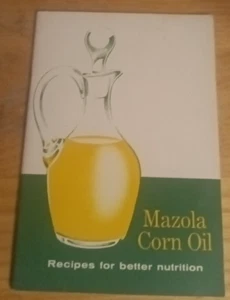 Mazola
Corn Oil
Recipes for better nutrition